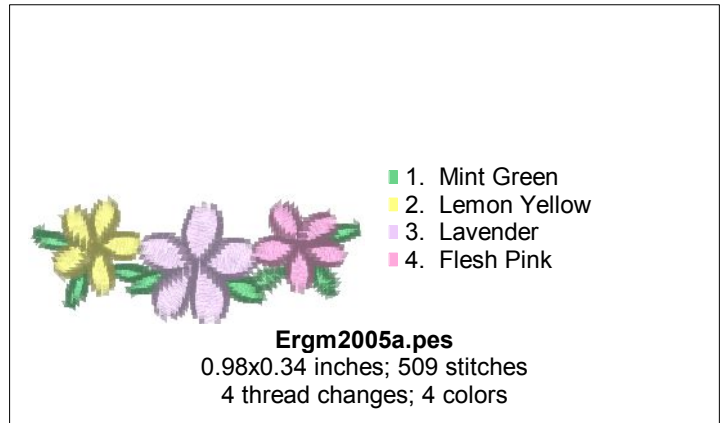 1. Mint Green
2. Lemon Yellow
3. Lavender
4. Flesh Pink
Ergm2005a.pes
0.98x0.34 inches; 509 stitches
4 thread changes; 4 colors